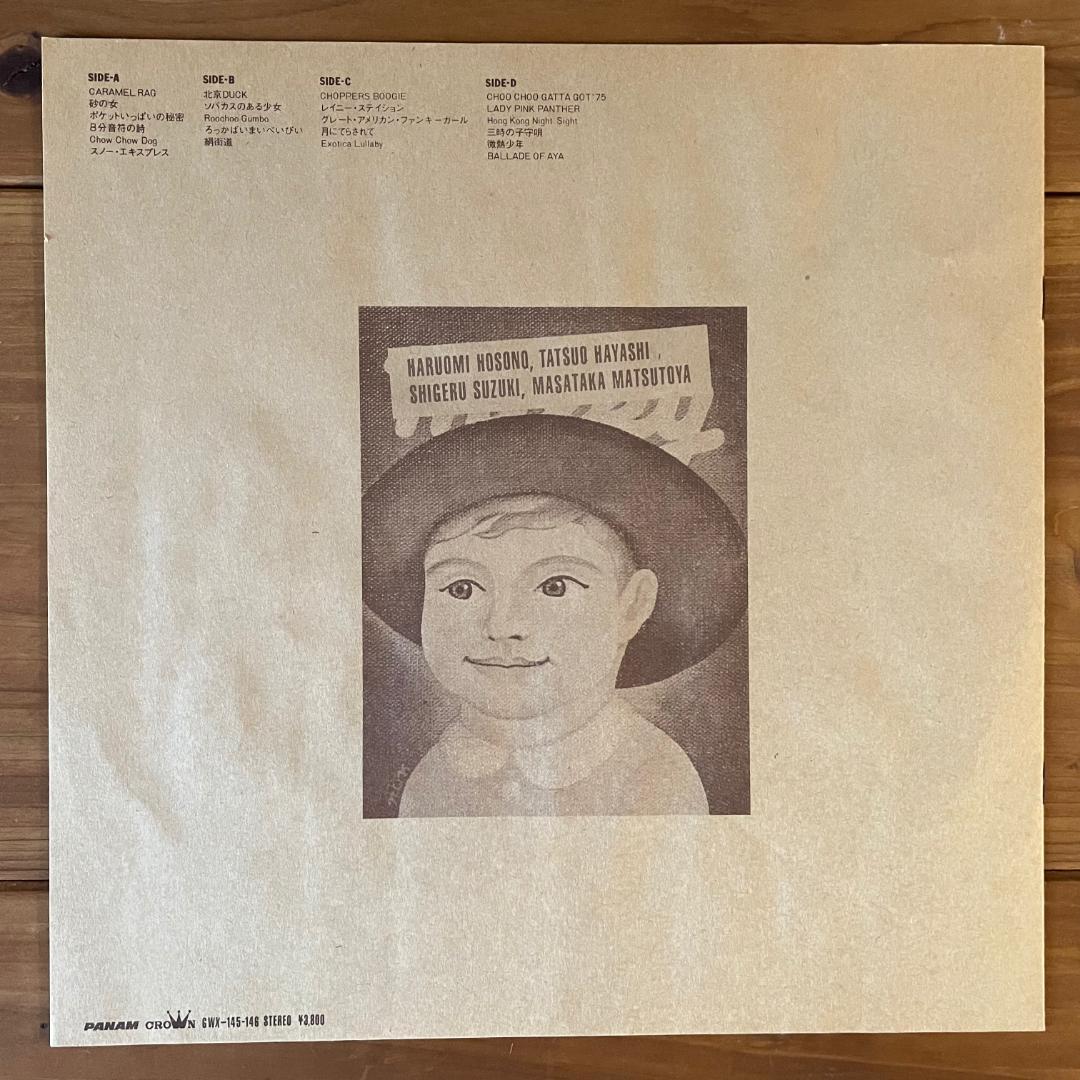 SIDE-A
CARAMEL RAG
砂の女
ポケットいっぱいの秘密
8分音符の詩
Chow Chow Dog
スノー・エキスプレス
SIDE-B
北京DUCK
ソバカスのある少女
Roochoo Gumbo
ろっかばいまいべいびい
絹街道
SIDE-C
CHOPPERS BOOGIE
レイニー・ステイション
グレート・アメリカン・ファンキーガール
月にてらされて
Exotica Lullaby
SIDE-D
CHOO CHOO GATTA GOT '75
LADY PINK PANTHER
Hong Kong Night Sight
三時の子守唄
微熱少年
BALLADE OF AYA
HARUOMI HOSONO, TATSUO HAYASHI,
SHIGERU SUZUKI, MASATAKA MATSUTOYA
PANAM CROWN GWX-145-146 STEREO ¥3,800